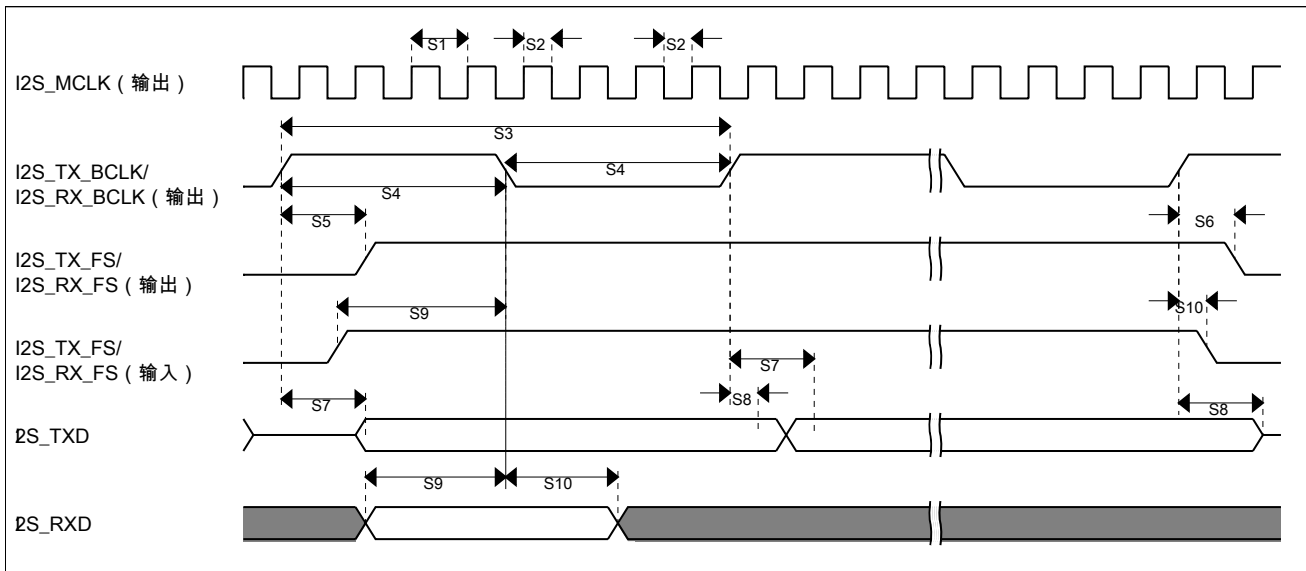 S1
S2
S2
I2S_MCLK（输出）
S3
I2S_TX_BCLK/
I2S_RX_BCLK（输出）
S4
S4
S5
S6
I2S_TX_FS/
I2S_RX_FS（输出）
S9
S10
I2S_TX_FS/
I2S_RX_FS（输入）
S7
S8
S7
S8
I2S_TXD
S9
S10
I2S_RXD